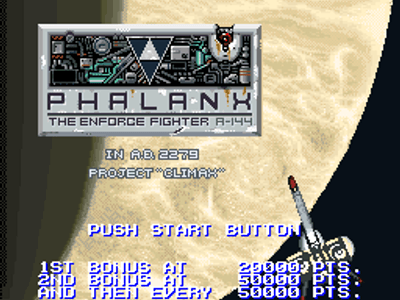 PHALANX
THE ENFORCE FIGHTER A-144
IN A.D. 2279
PROJECT "CLIMAX"
PUSH START BUTTON
1ST BONUS AT 20000 PTS.
2ND BONUS AT 50000 PTS.
AND THEN EVERY 50000 PTS.